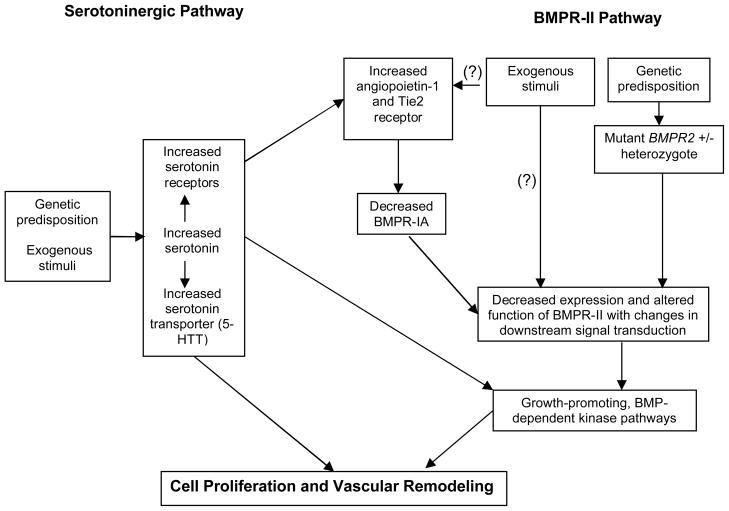 Serotoninergic Pathway
BMPR-II Pathway
Increased
angiopoietin-1
and Tie2
receptor
(?)
Exogenous
stimuli
Genetic
predisposition
Mutant BMPR2 +/-
heterozygote
Increased
serotonin
receptors
Increased
serotonin
Increased
serotonin
transporter (5-
HTT)
Genetic
predisposition
Exogenous
stimuli
(?)
Decreased
BMPR-IA
Decreased expression and altered
function of BMPR-II with changes in
downstream signal transduction
Growth-promoting, BMP-
dependent kinase pathways
Cell Proliferation and Vascular Remodeling